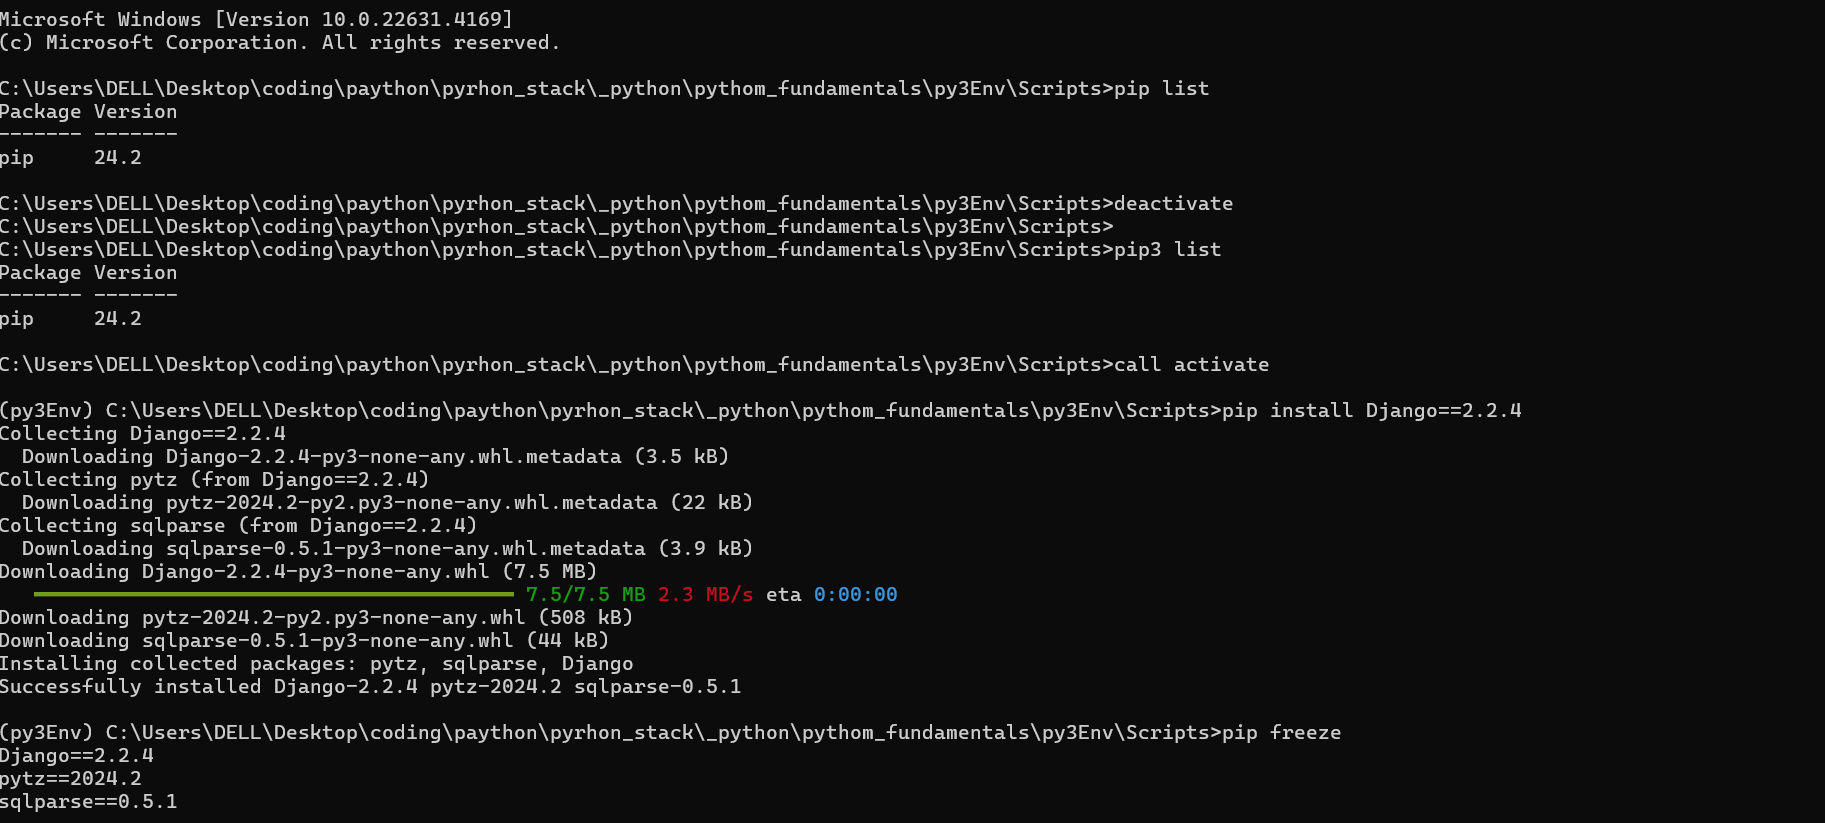 Microsoft Windows [Version 10.0.22631.4169]
(c) Microsoft Corporation. All rights reserved.
C:\Users\DELL\Desktop\coding\paython\pyrhon_stack\_python\pythom_fundamentals\py3Env\Scripts>pip list
Package Version
------- -------
pip     24.2
C:\Users\DELL\Desktop\coding\paython\pyrhon_stack\_python\pythom_fundamentals\py3Env\Scripts>deactivate
C:\Users\DELL\Desktop\coding\paython\pyrhon_stack\_python\pythom_fundamentals\py3Env\Scripts>
C:\Users\DELL\Desktop\coding\paython\pyrhon_stack\_python\pythom_fundamentals\py3Env\Scripts>pip3 list
Package Version
------- -------
pip     24.2
C:\Users\DELL\Desktop\coding\paython\pyrhon_stack\_python\pythom_fundamentals\py3Env\Scripts>call activate
(py3Env) C:\Users\DELL\Desktop\coding\paython\pyrhon_stack\_python\pythom_fundamentals\py3Env\Scripts>pip install Django==2.2.4
Collecting Django==2.2.4
  Downloading Django-2.2.4-py3-none-any.whl.metadata (3.5 kB)
Collecting pytz (from Django==2.2.4)
  Downloading pytz-2024.2-py2.py3-none-any.whl.metadata (22 kB)
Collecting sqlparse (from Django==2.2.4)
  Downloading sqlparse-0.5.1-py3-none-any.whl.metadata (3.9 kB)
Downloading Django-2.2.4-py3-none-any.whl (7.5 MB)
7.5/7.5 MB 2.3 MB/s eta 0:00:00
Downloading pytz-2024.2-py2.py3-none-any.whl (508 kB)
Downloading sqlparse-0.5.1-py3-none-any.whl (44 kB)
Installing collected packages: pytz, sqlparse, Django
Successfully installed Django-2.2.4 pytz-2024.2 sqlparse-0.5.1
(py3Env) C:\Users\DELL\Desktop\coding\paython\pyrhon_stack\_python\pythom_fundamentals\py3Env\Scripts>pip freeze
Django==2.2.4
pytz==2024.2
sqlparse==0.5.1